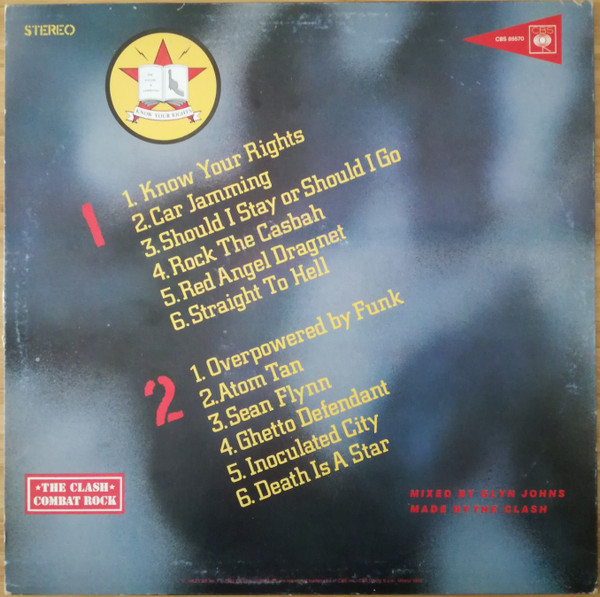 STEREO
CBS 85570
CBS
KNOW YOUR RIGHTS
1
1. Know Your Rights
2. Car Jamming
3. Should I Stay or Should I Go
4. Rock The Casbah
5. Red Angel Dragnet
6. Straight To Hell
2
1. Overpowered by Funk
2. Atom Tan
3. Sean Flynn
4. Ghetto Defendant
5. Inoculated City
6. Death Is A Star
★THE CLASH★
COMBAT ROCK
MIXED BY GLYN JOHNS
MADE BY THE CLASH